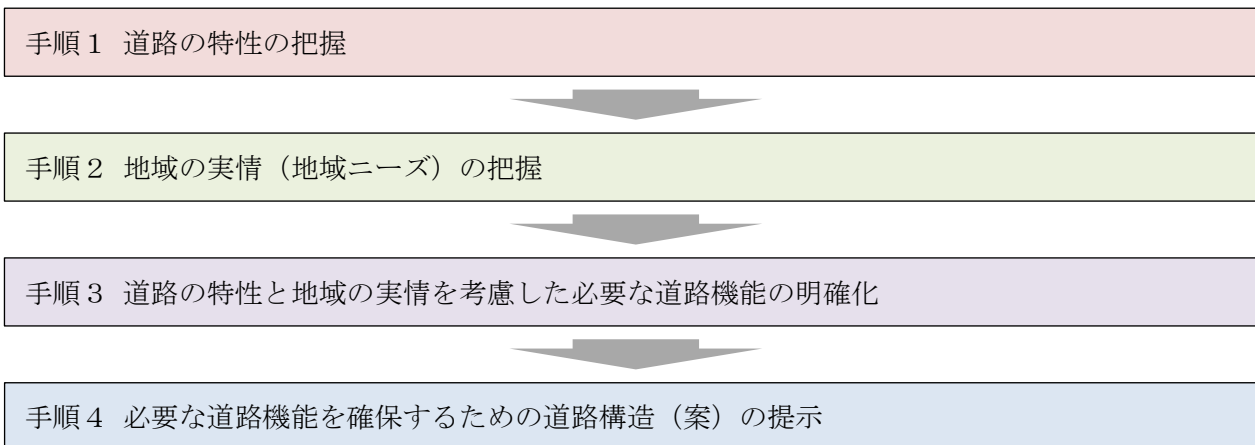 手順１ 道路の特性の把握
手順２ 地域の実情（地域ニーズ）の把握
手順３ 道路の特性と地域の実情を考慮した必要な道路機能の明確化
手順４ 必要な道路機能を確保するための道路構造（案）の提示